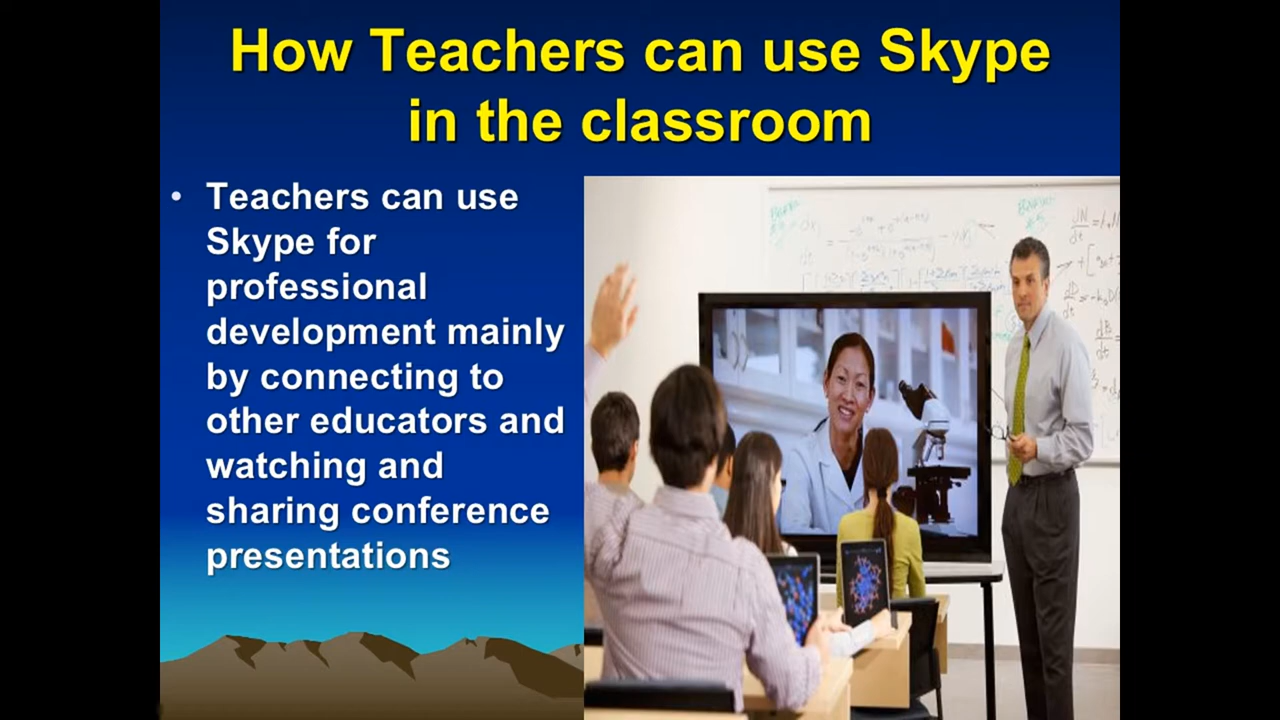 How Teachers can use Skype
in the classroom
• Teachers can use
Skype for
professional
development mainly
by connecting to
other educators and
watching and
sharing conference
presentations